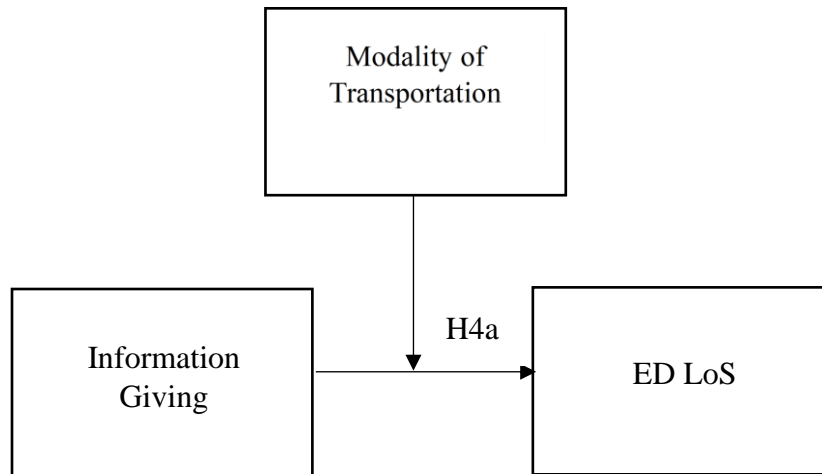 Modality of
Transportation
H4a
Information
Giving
ED LoS